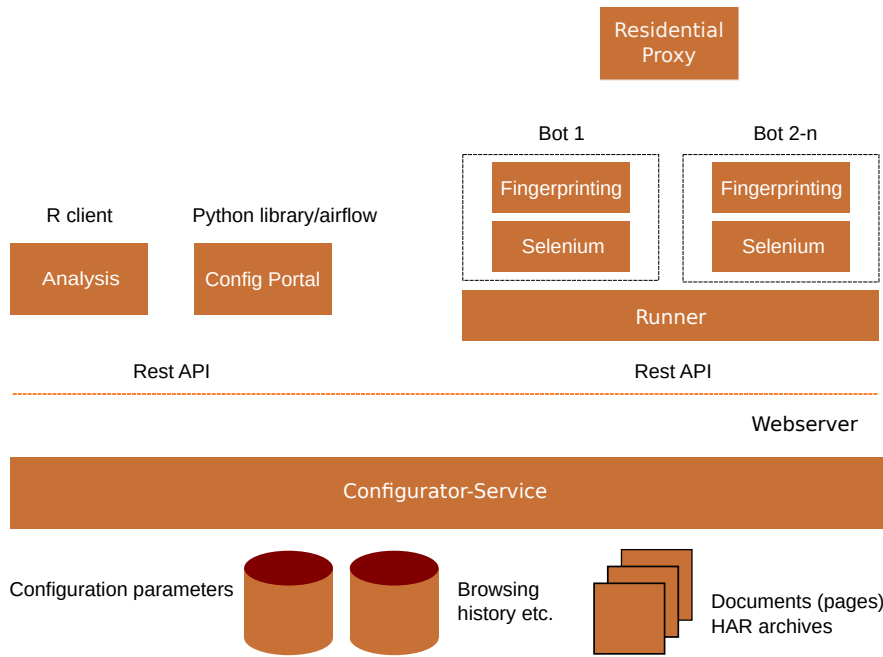 Residential
Proxy
Bot 1
Bot 2-n
Fingerprinting
Fingerprinting
Selenium
Selenium
R client
Python library/airflow
Analysis
Config Portal
Runner
Rest API
Rest API
Webserver
Configurator-Service
Configuration parameters
Browsing
history etc.
Documents (pages)
HAR archives